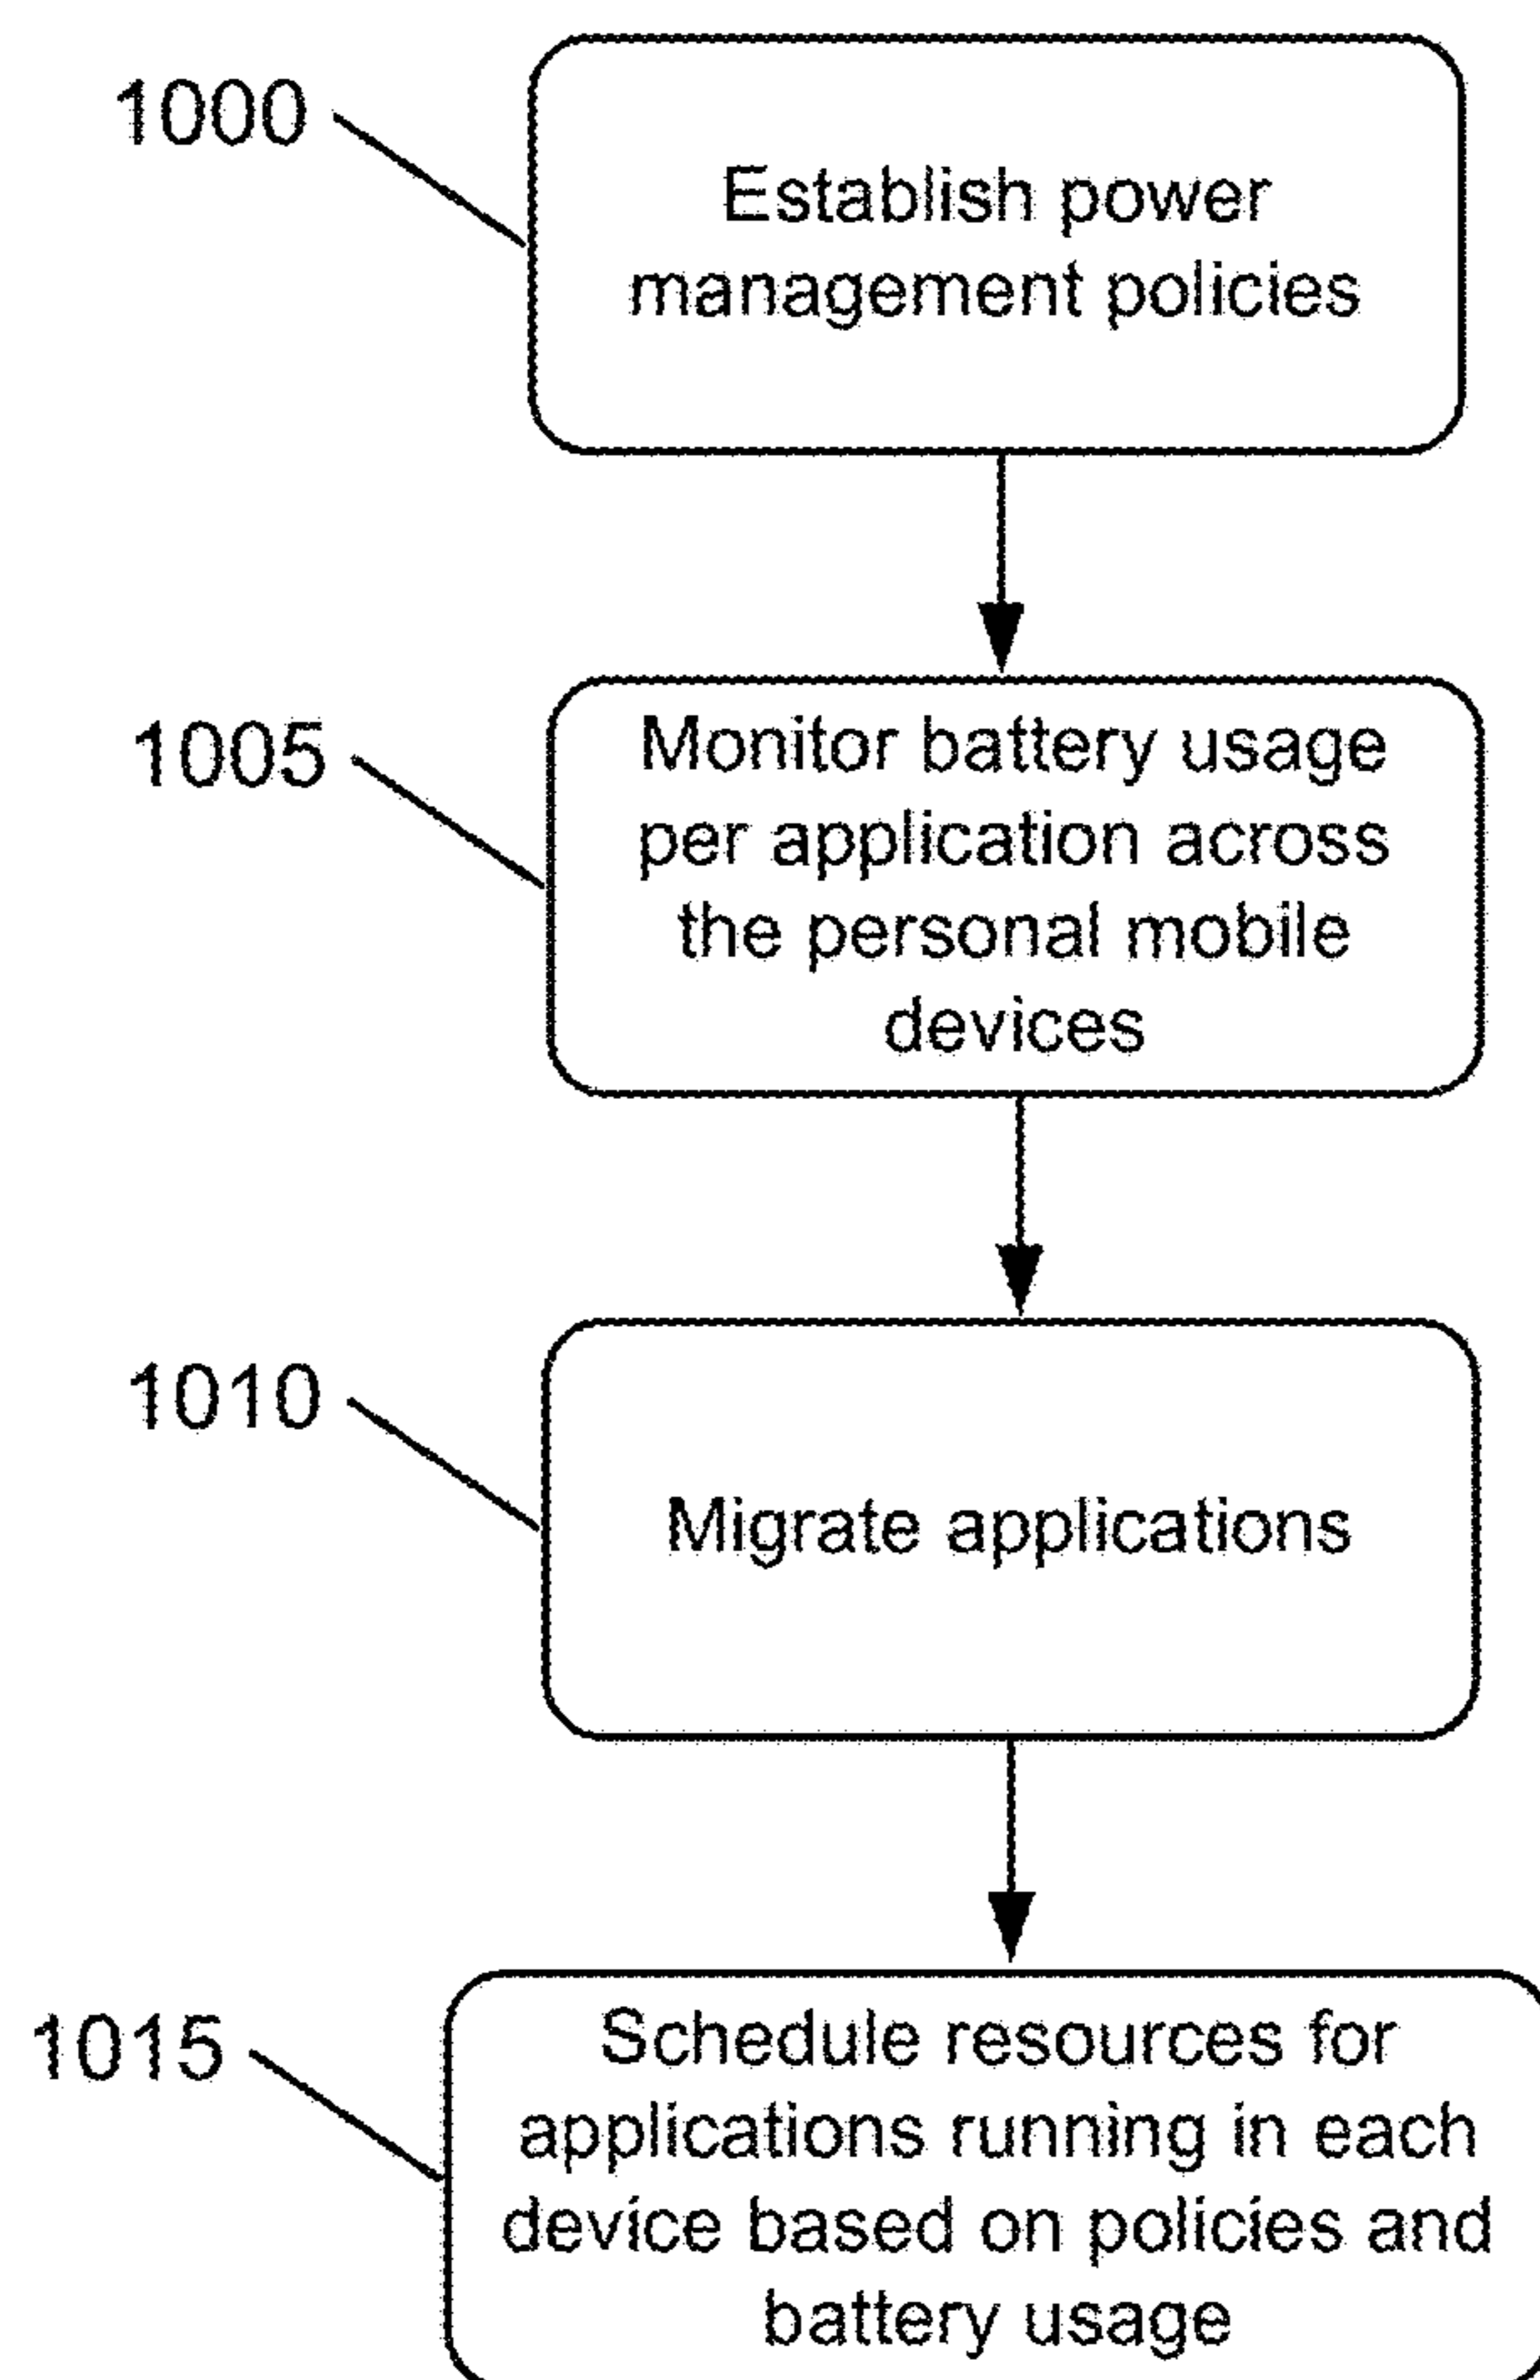 1000
Establish power
management policies
1005
Monitor battery usage
per application across
the personal mobile
devices
1010
Migrate applications
1015
Schedule resources for
applications running in each
device based on policies and
battery usage